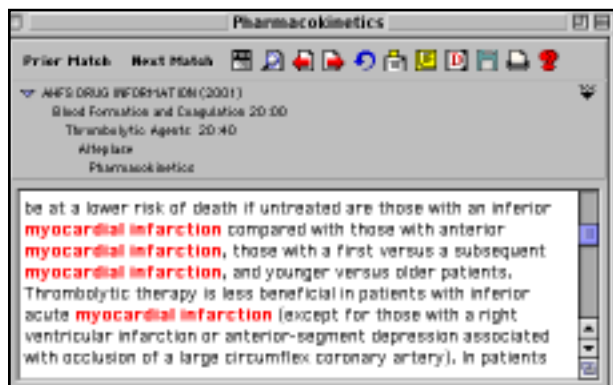 Pharmacokinetics
Prior Match Next Match
AHFS DRUG INFORMATION (2001)
Blood Formation and Coagulation 20:00
Thrombolytic Agents 20:40
Alteplase
Pharmacokinetics
be at a lower risk of death if untreated are those with an inferior
myocardial infarction compared with those with anterior
myocardial infarction, those with a first versus a subsequent
myocardial infarction, and younger versus older patients.
Thrombolytic therapy is less beneficial in patients with inferior
acute myocardial infarction (except for those with a right
ventricular infarction or anterior-segment depression associated
with occlusion of a large circumflex coronary artery). In patients